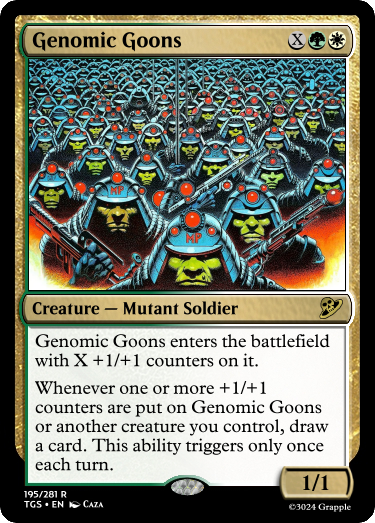 Genomic Goons X
MP
MP
Creature — Mutant Soldier
Genomic Goons enters the battlefield
with X +1/+1 counters on it.
Whenever one or more +1/+1
counters are put on Genomic Goons
or another creature you control, draw
a card. This ability triggers only once
each turn.
1/1
195/281 R
TGS • EN CAZA
©3024 Grapple